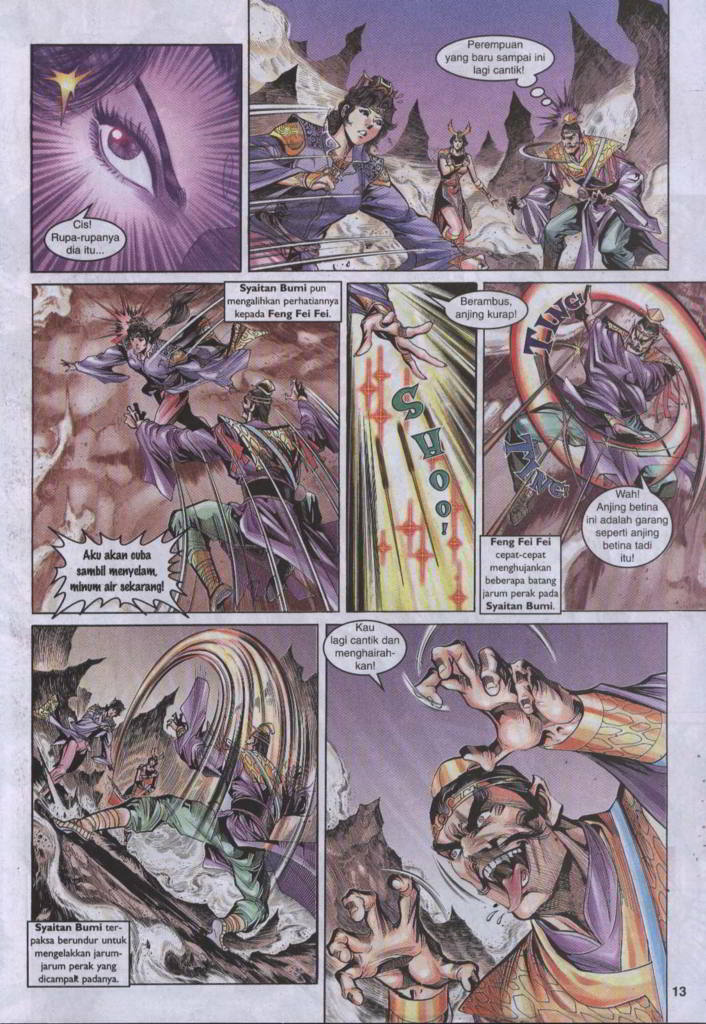 Cis!
Rupa-rupanya
dia itu...
Perempuan
yang baru sampai ini
lagi cantik!
Syaitan Bumi pun
mengalihkan perhatiannya
kepada Feng Fei Fei.
Aku akan cuba
sambil menyelam,
minum air sekarang!
Berambus,
anjing kurap!
SHOO!
TING!
TING!
Wah!
Anjing betina
ini adalah garang
seperti anjing
betina tadi
itu!
Feng Fei Fei
cepat-cepat
menghujankan
beberapa batang
jarum perak pada
Syaitan Bumi.
Syaitan Bumi ter-
paksa berundur untuk
mengelakkan jarum-
jarum perak yang
dicampak padanya.
Kau
lagi cantik dan
menghairah-
kan!
13